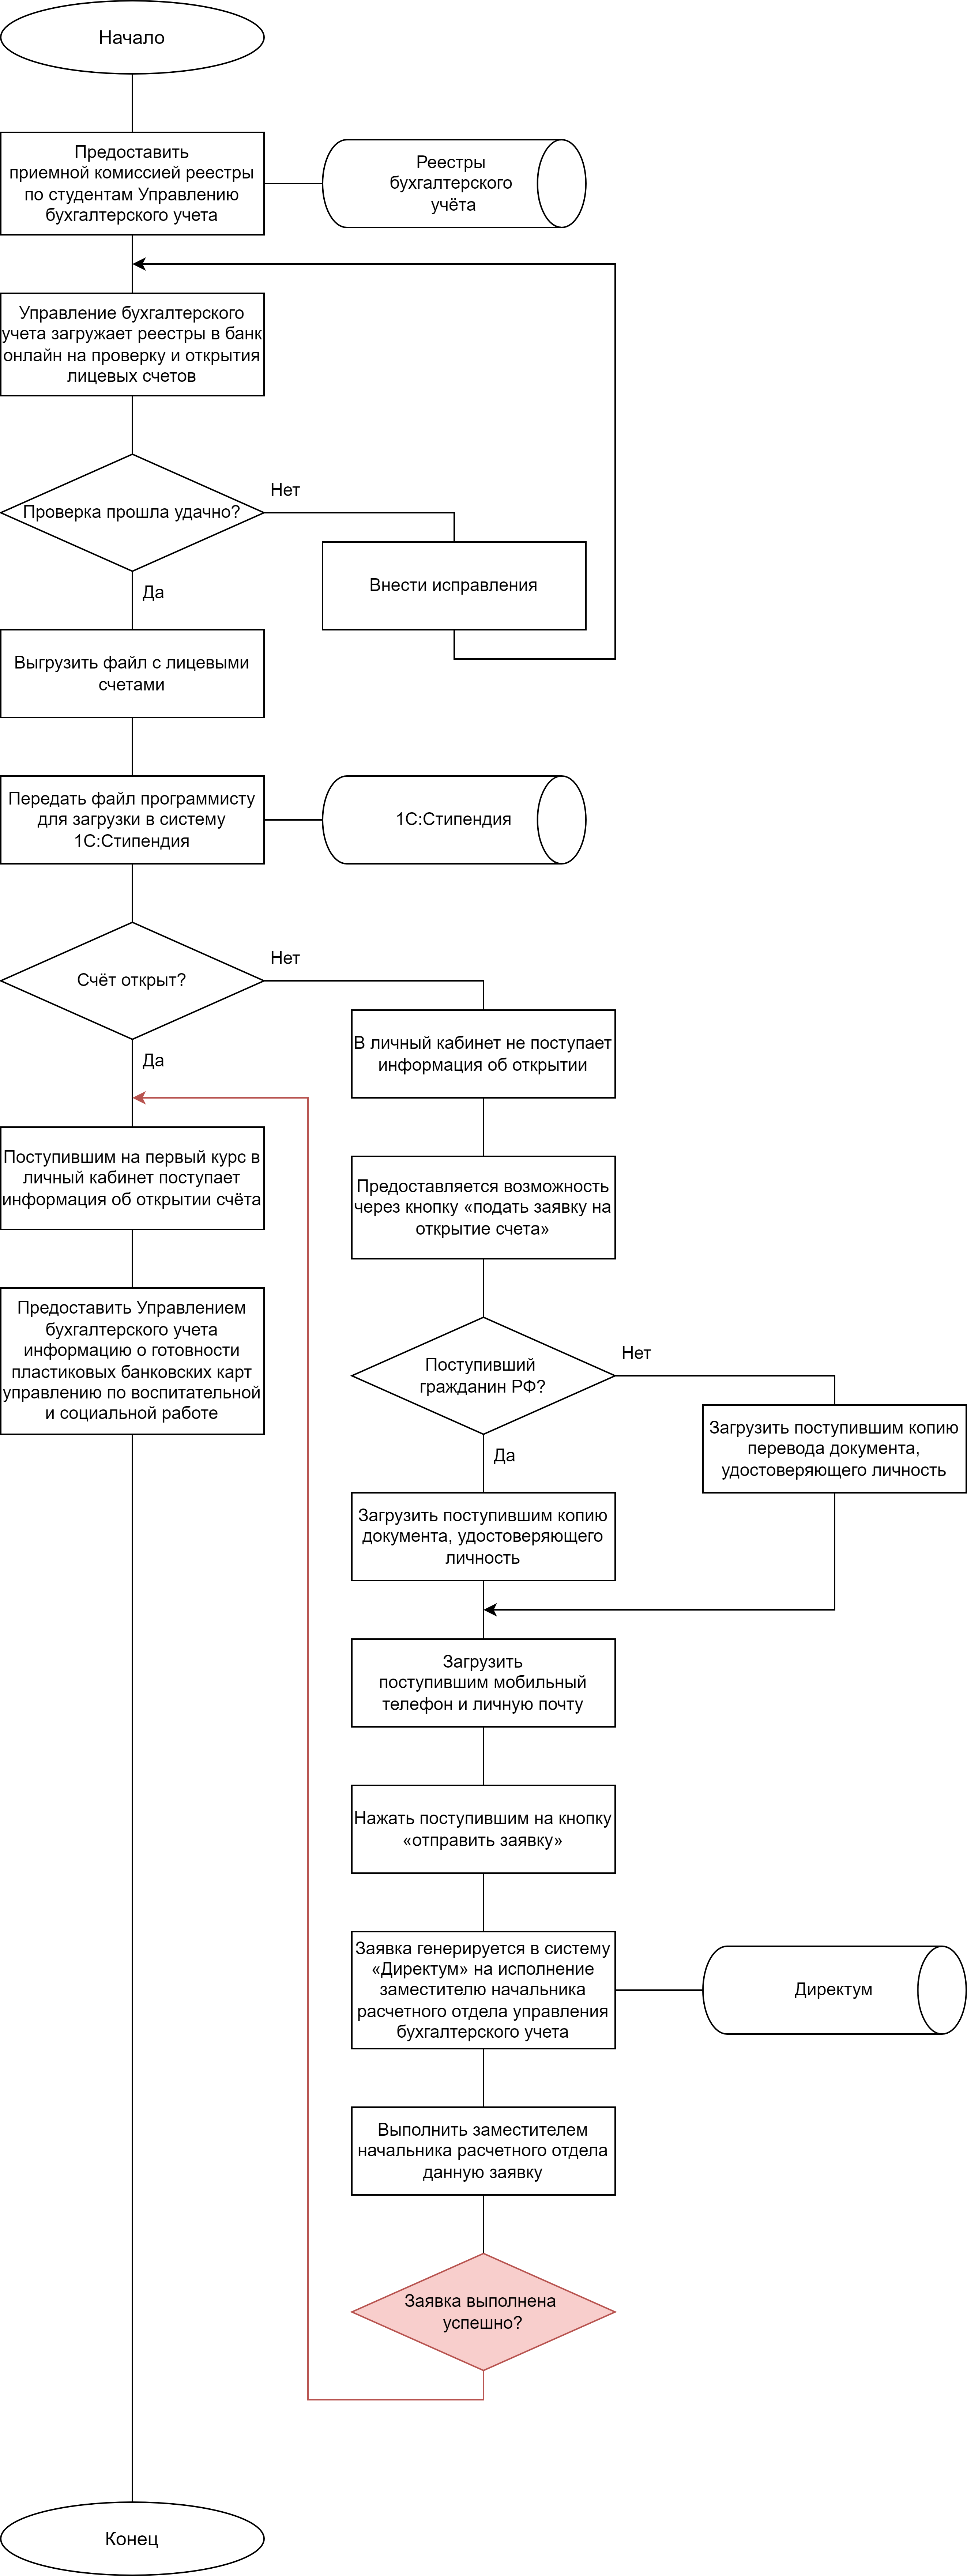 Начало
Предоставить
приемной комиссией реестры
по студентам Управлению
бухгалтерского учета
Реестры
бухгалтерского
учёта
Управление бухгалтерского
учета загружает реестры в банк
онлайн на проверку и открытия
лицевых счетов
Проверка прошла удачно?
Нет
Внести исправления
Да
Выгрузить файл с лицевыми
счетами
Передать файл программисту
для загрузки в систему
1С:Стипендия
1С:Стипендия
Счёт открыт?
Нет
В личный кабинет не поступает
информация об открытии
Да
Поступившим на первый курс в
личный кабинет поступает
информация об открытии счёта
Предоставляется возможность
через кнопку «подать заявку на
открытие счета»
Предоставить Управлением
бухгалтерского учета
информацию о готовности
пластиковых банковских карт
управлению по воспитательной
и социальной работе
Поступивший
гражданин РФ?
Нет
Загрузить поступившим копию
перевода документа,
удостоверяющего личность
Да
Загрузить поступившим копию
документа, удостоверяющего
личность
Загрузить
поступившим мобильный
телефон и личную почту
Нажать поступившим на кнопку
«отправить заявку»
Заявка генерируется в систему
«Директум» на исполнение
заместителю начальника
расчетного отдела управления
бухгалтерского учета
Директум
Выполнить заместителем
начальника расчетного отдела
данную заявку
Заявка выполнена
успешно?
Конец